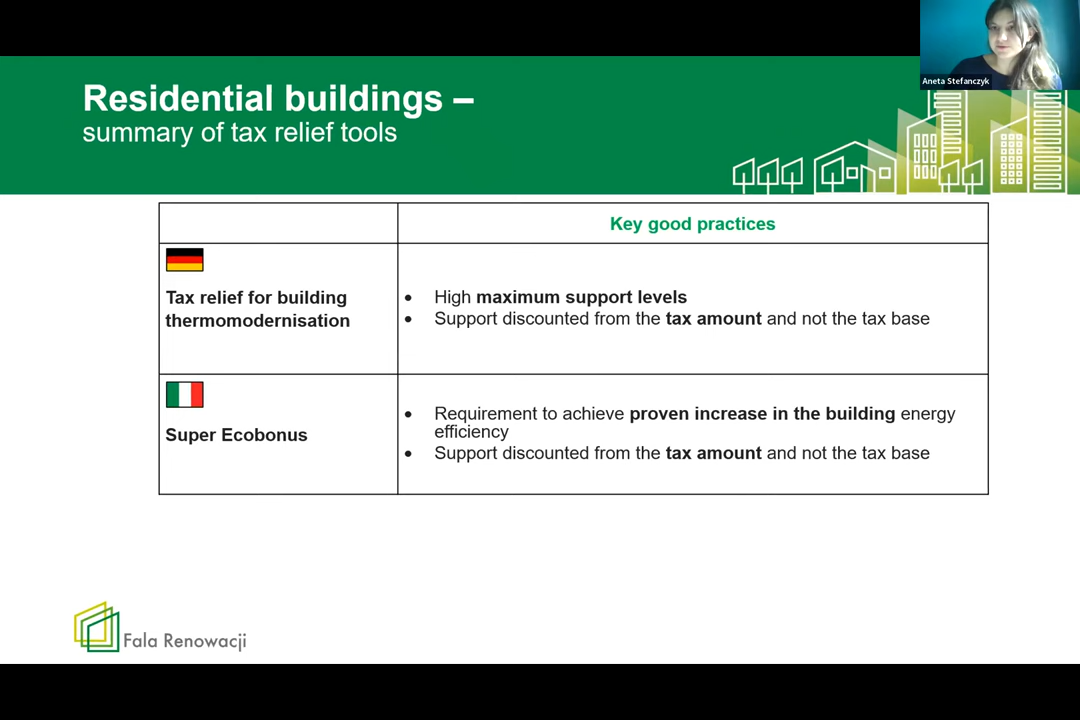 Aneta Stefanczyk
Residential buildings –
summary of tax relief tools
Key good practices
Tax relief for building
thermomodernisation
• High maximum support levels
• Support discounted from the tax amount and not the tax base
Super Ecobonus
• Requirement to achieve proven increase in the building energy
efficiency
• Support discounted from the tax amount and not the tax base
Fala Renowacji